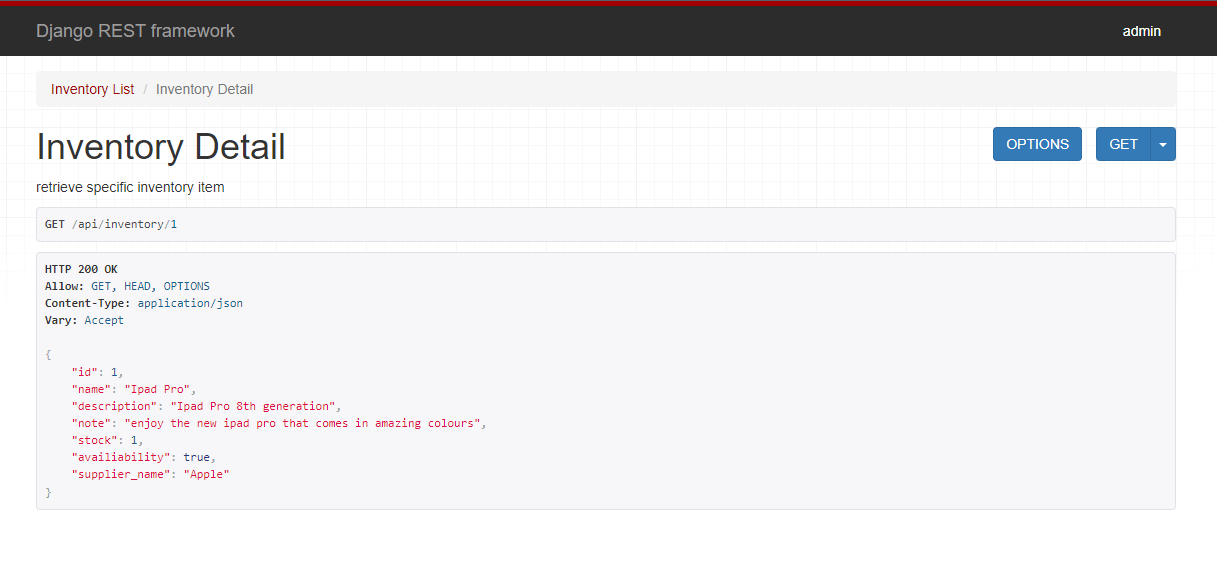 Django REST framework admin
Inventory List / Inventory Detail
Inventory Detail OPTIONS GET
retrieve specific inventory item
GET /api/inventory/1
HTTP 200 OK
Allow: GET, HEAD, OPTIONS
Content-Type: application/json
Vary: Accept
{
    "id": 1,
    "name": "Ipad Pro",
    "description": "Ipad Pro 8th generation",
    "note": "enjoy the new ipad pro that comes in amazing colours",
    "stock": 1,
    "availiability": true,
    "supplier_name": "Apple"
}